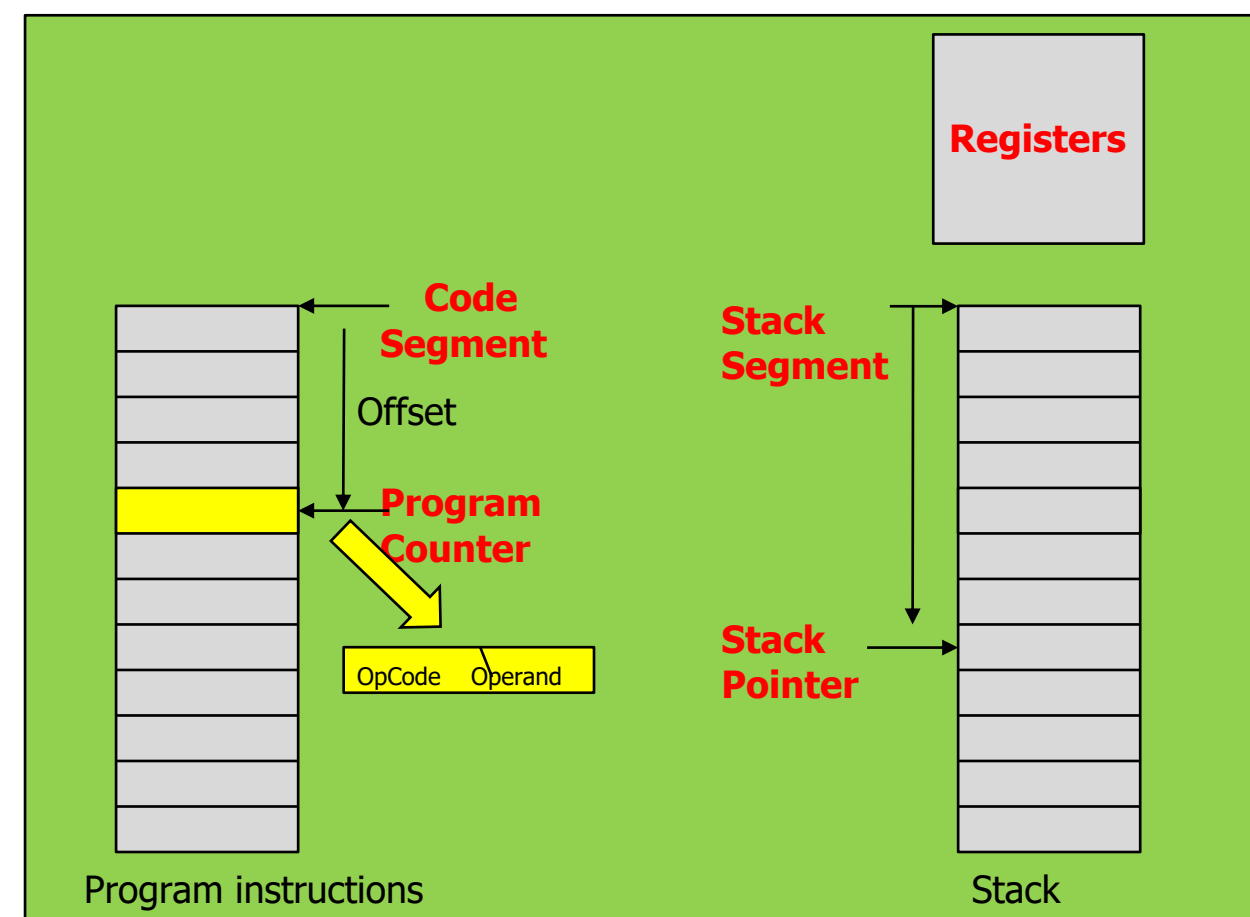 Registers
Code
Segment
Stack
Segment
Offset
Program
Counter
OpCode
Operand
Stack
Pointer
Program instructions
Stack